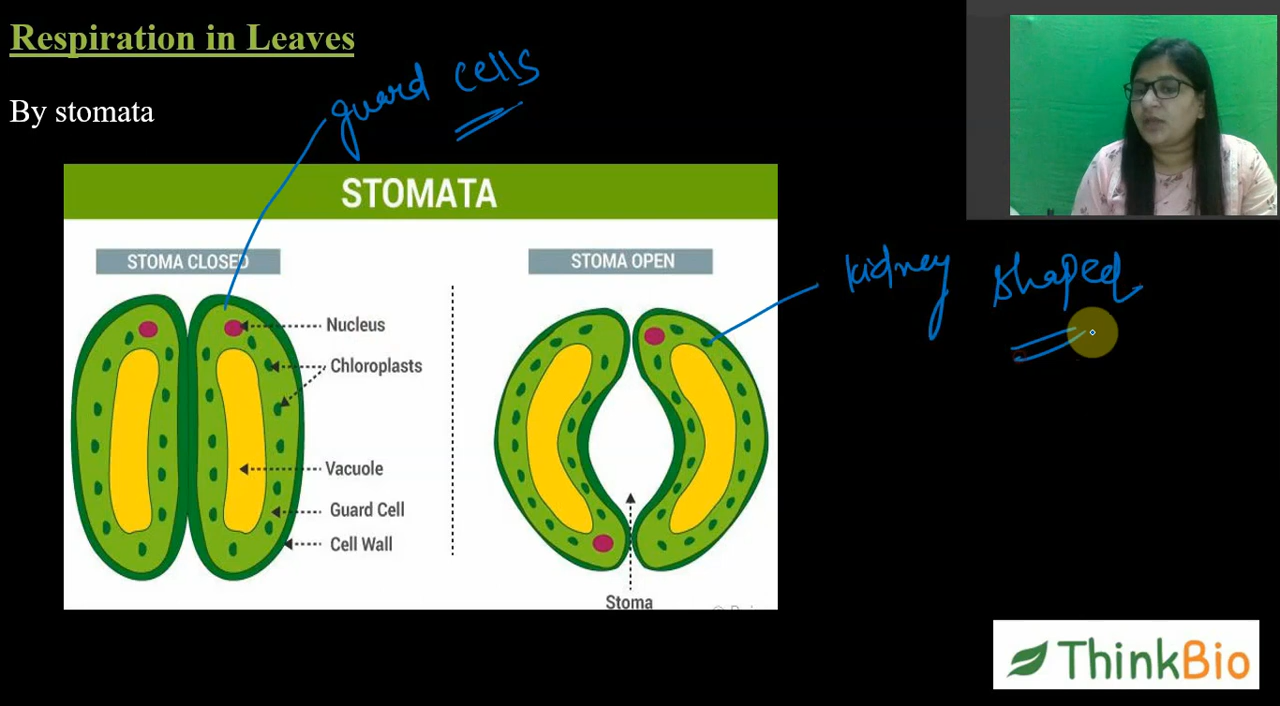 Respiration in Leaves
guard cells
By stomata
STOMATA
STOMA CLOSED
STOMA OPEN
kidney shaped
Nucleus
Chloroplasts
Vacuole
Guard Cell
Cell Wall
Stoma
ThinkBio